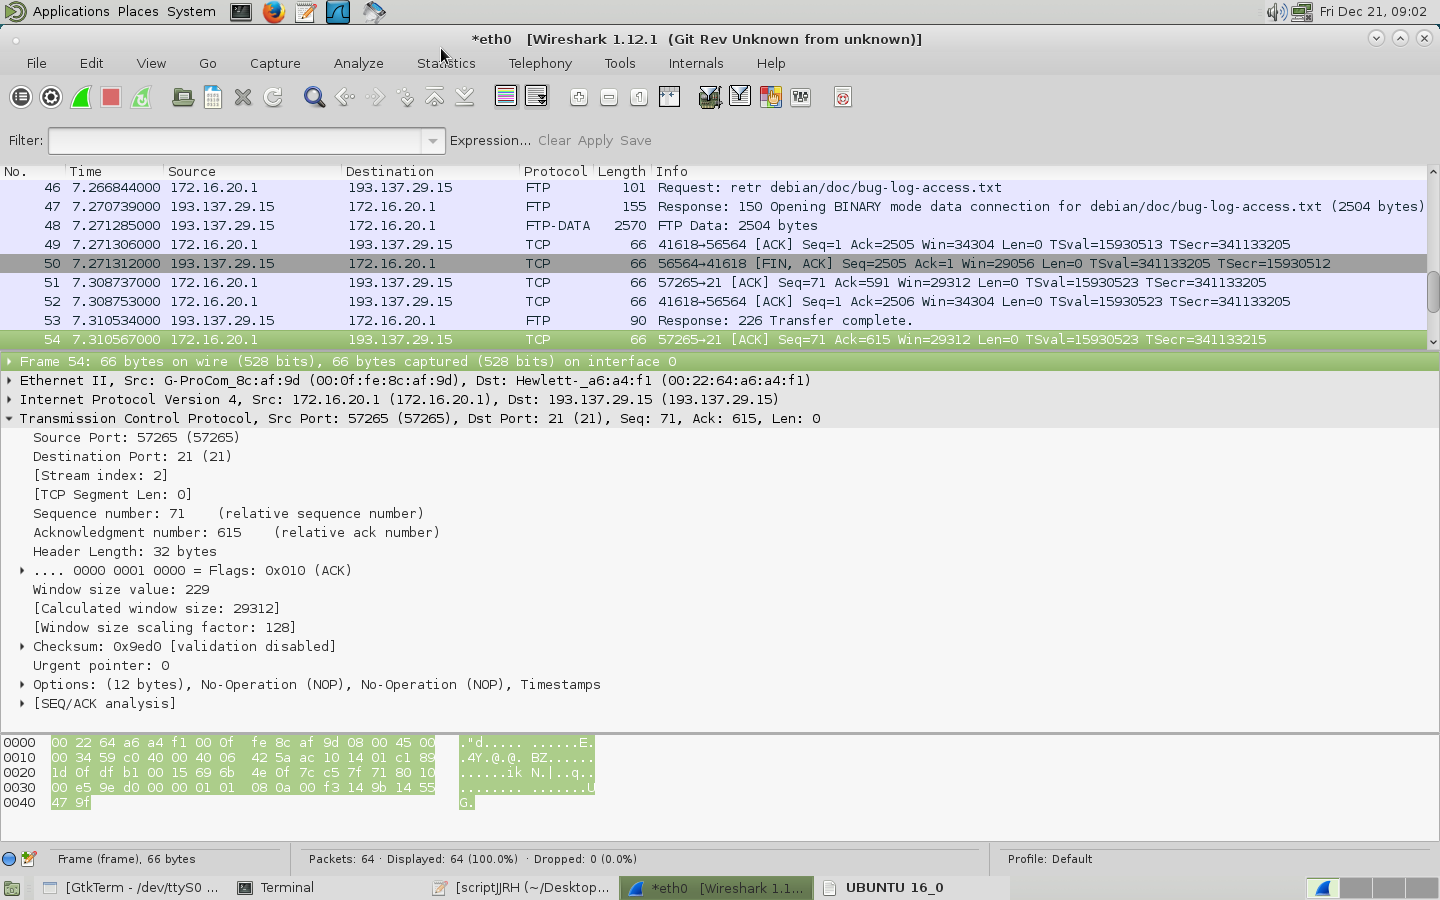 Applications Places System Fri Dec 21, 09:02
*eth0 [Wireshark 1.12.1 (Git Rev Unknown from unknown)]
File Edit View Go Capture Analyze Statistics Telephony Tools Internals Help
Filter: Expression... Clear Apply Save
No. Time Source Destination Protocol Length Info
46 7.266844000 172.16.20.1 193.137.29.15 FTP 101 Request: retr debian/doc/bug-log-access.txt
47 7.270739000 193.137.29.15 172.16.20.1 FTP 155 Response: 150 Opening BINARY mode data connection for debian/doc/bug-log-access.txt (2504 bytes)
48 7.271285000 193.137.29.15 172.16.20.1 FTP-DATA 2570 FTP Data: 2504 bytes
49 7.271306000 172.16.20.1 193.137.29.15 TCP 66 41618→56564 [ACK] Seq=1 Ack=2505 Win=34304 Len=0 TSval=15930513 TSecr=341133205
50 7.271312000 193.137.29.15 172.16.20.1 TCP 66 56564→41618 [FIN, ACK] Seq=2505 Ack=1 Win=29056 Len=0 TSval=341133205 TSecr=15930512
51 7.308737000 172.16.20.1 193.137.29.15 TCP 66 57265→21 [ACK] Seq=71 Ack=591 Win=29312 Len=0 TSval=15930523 TSecr=341133205
52 7.308753000 172.16.20.1 193.137.29.15 TCP 66 41618→56564 [ACK] Seq=1 Ack=2506 Win=34304 Len=0 TSval=15930523 TSecr=341133205
53 7.310534000 193.137.29.15 172.16.20.1 FTP 90 Response: 226 Transfer complete.
54 7.310567000 172.16.20.1 193.137.29.15 TCP 66 57265→21 [ACK] Seq=71 Ack=615 Win=29312 Len=0 TSval=15930523 TSecr=341133215
Frame 54: 66 bytes on wire (528 bits), 66 bytes captured (528 bits) on interface 0
Ethernet II, Src: G-ProCom_8c:af:9d (00:0f:fe:8c:af:9d), Dst: Hewlett-_a6:a4:f1 (00:22:64:a6:a4:f1)
Internet Protocol Version 4, Src: 172.16.20.1 (172.16.20.1), Dst: 193.137.29.15 (193.137.29.15)
Transmission Control Protocol, Src Port: 57265 (57265), Dst Port: 21 (21), Seq: 71, Ack: 615, Len: 0
Source Port: 57265 (57265)
Destination Port: 21 (21)
[Stream index: 2]
[TCP Segment Len: 0]
Sequence number: 71 (relative sequence number)
Acknowledgment number: 615 (relative ack number)
Header Length: 32 bytes
.... 0000 0001 0000 = Flags: 0x010 (ACK)
Window size value: 229
[Calculated window size: 29312]
[Window size scaling factor: 128]
Checksum: 0x9ed0 [validation disabled]
Urgent pointer: 0
Options: (12 bytes), No-Operation (NOP), No-Operation (NOP), Timestamps
[SEQ/ACK analysis]
0000 00 22 64 a6 a4 f1 00 0f fe 8c af 9d 08 00 45 00 ."d..... ......E.
0010 00 34 59 c0 40 00 40 06 42 5a ac 10 14 01 c1 89 .4Y.@.@. BZ......
0020 1d 0f df b1 00 15 69 6b 4e 0f 7c c5 7f 71 80 10 ......ik N.|..q..
0030 00 e5 9e d0 00 00 01 01 08 0a 00 f3 14 9b 14 55 ........ .......U
0040 47 9f G.
Frame (frame), 66 bytes Packets: 64 · Displayed: 64 (100.0%) · Dropped: 0 (0.0%) Profile: Default
[GtkTerm - /dev/ttyS0 ... Terminal [scriptJJRH (~/Desktop... *eth0 [Wireshark 1.1... UBUNTU 16_0